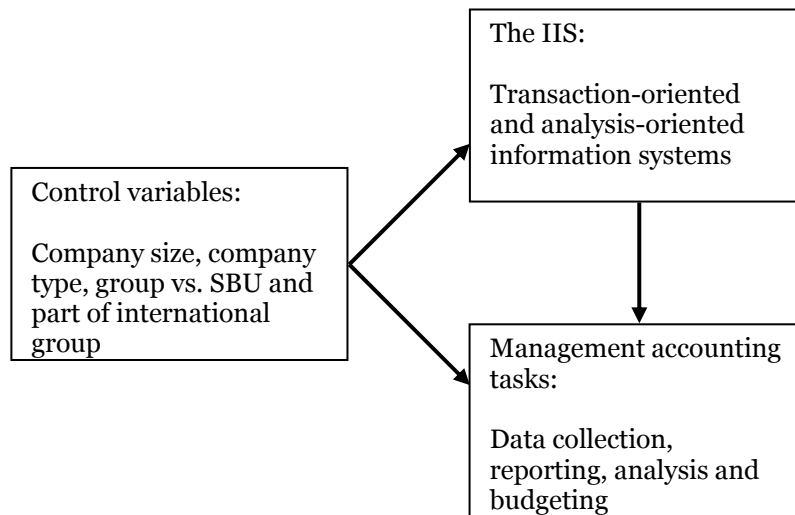 The IIS:
Transaction-oriented
and analysis-oriented
information systems
Control variables:
Company size, company
type, group vs. SBU and
part of international
group
Management accounting
tasks:
Data collection,
reporting, analysis and
budgeting